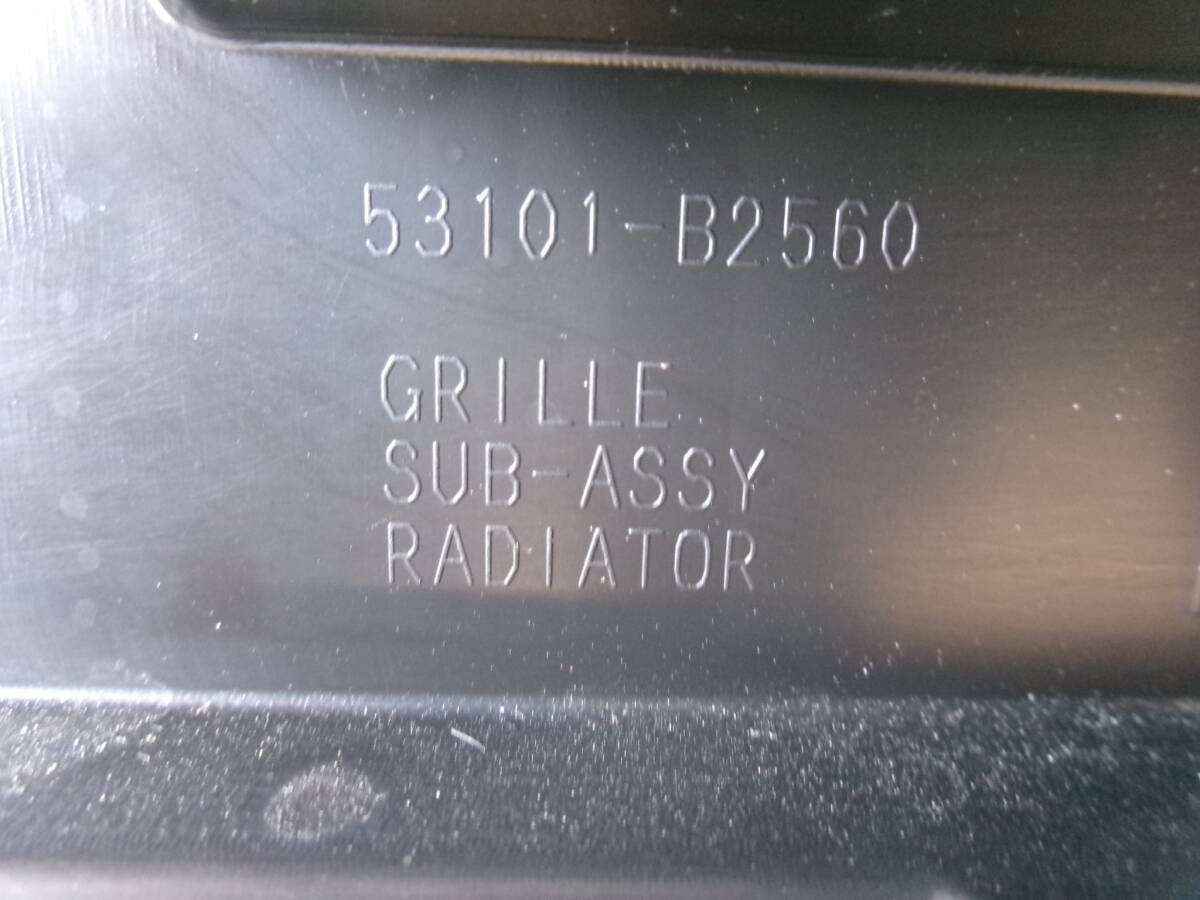 53101-B2560
GRILLE
SUB-ASSY
RADIATOR